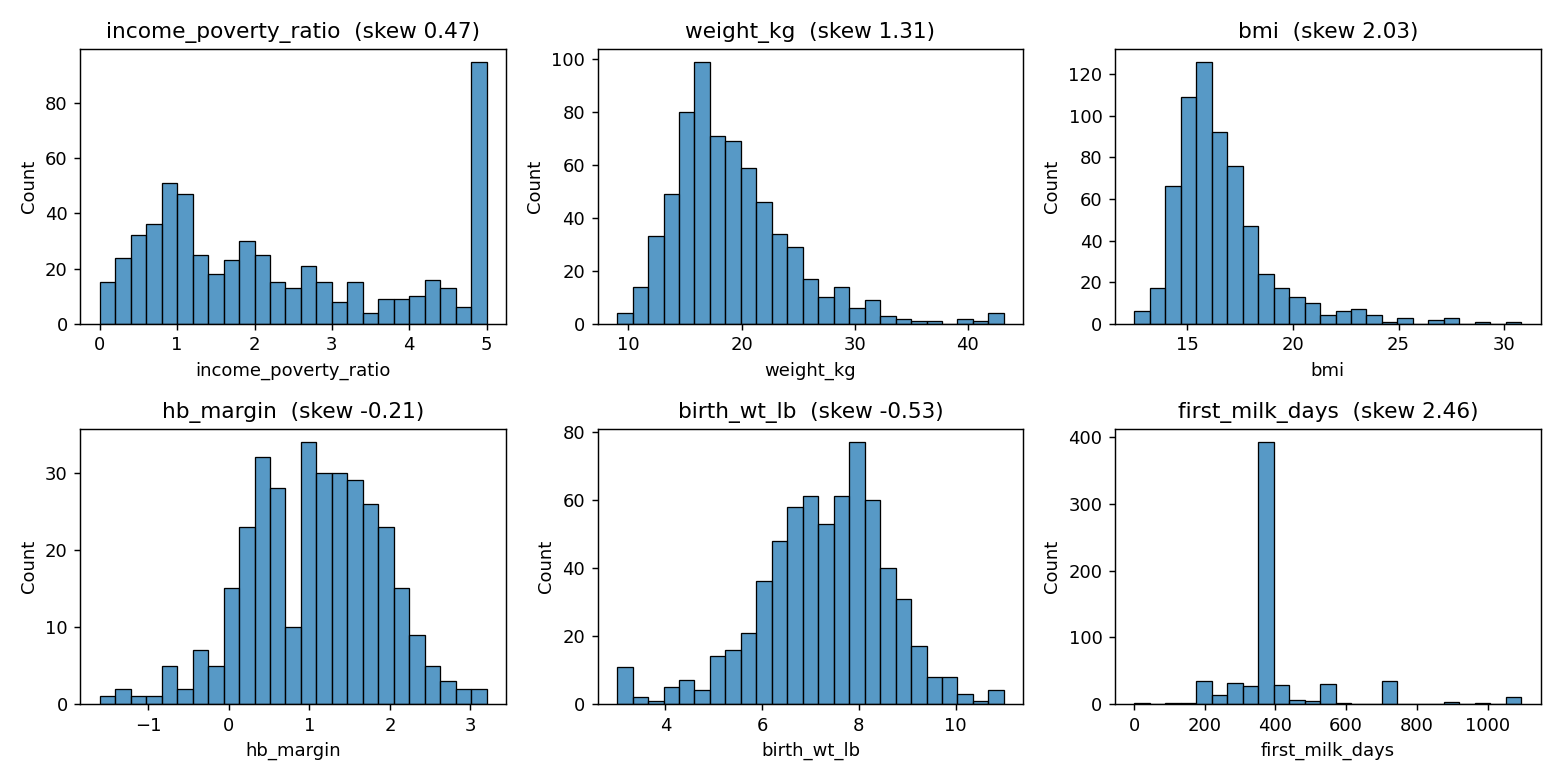 income_poverty_ratio (skew 0.47)
80
60
40
20
0
Count
0 1 2 3 4 5
income_poverty_ratio
weight_kg (skew 1.31)
100
80
60
40
20
0
Count
10 20 30 40
weight_kg
bmi (skew 2.03)
120
100
80
60
40
20
0
Count
15 20 25 30
bmi
hb_margin (skew -0.21)
30
20
10
0
Count
−1 0 1 2 3
hb_margin
birth_wt_lb (skew -0.53)
80
60
40
20
0
Count
4 6 8 10
birth_wt_lb
first_milk_days (skew 2.46)
400
300
200
100
0
Count
0 200 400 600 800 1000
first_milk_days